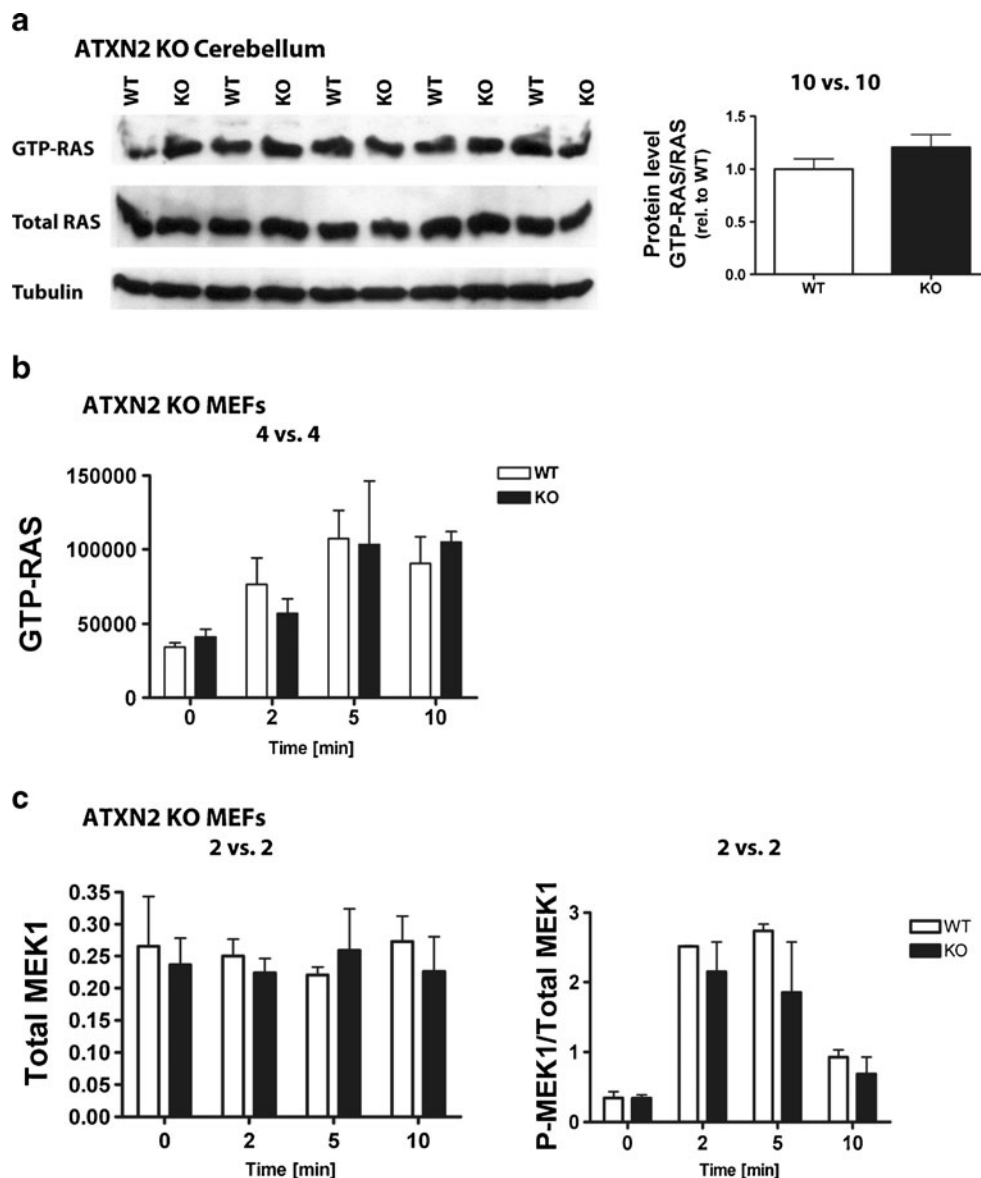 a
ATXN2 KO Cerebellum
WT KO WT KO WT KO WT KO WT KO
GTP-RAS
Total RAS
Tubulin
10 vs. 10
Protein level
GTP-RAS/RAS
(rel. to WT)
1.5
1.0
0.5
0.0
WT KO
b
ATXN2 KO MEFs
4 vs. 4
GTP-RAS
150000
100000
50000
0
0 2 5 10
Time [min]
WT
KO
c
ATXN2 KO MEFs
2 vs. 2
Total MEK1
0.35
0.30
0.25
0.20
0.15
0.10
0.05
0.00
0 2 5 10
Time [min]
2 vs. 2
P-MEK1/Total MEK1
3
2
1
0
0 2 5 10
Time [min]
WT
KO